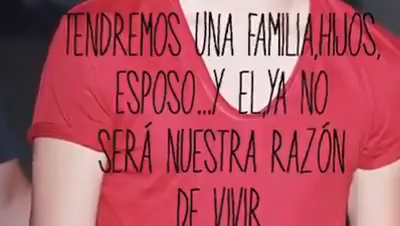 TENDREMOS UNA FAMILIA,HIJOS,
ESPOSO...Y EL,YA NO
SERÁ NUESTRA RAZÓN
DE VIVIR